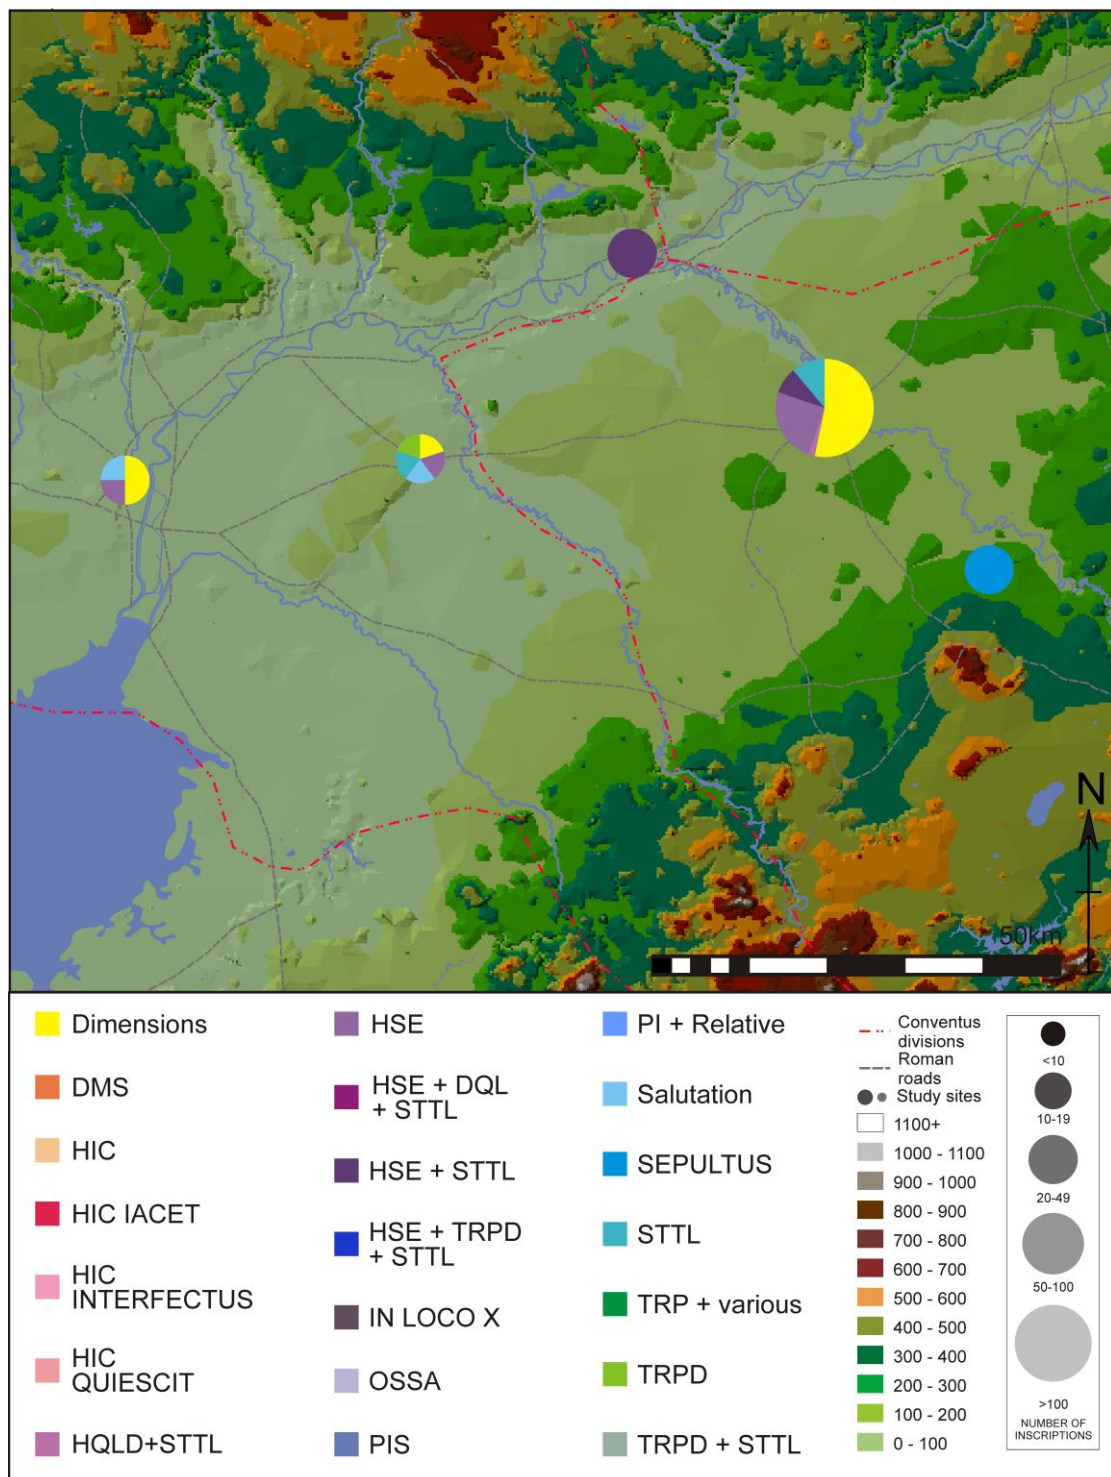 N
50km
Dimensions
DMS
HIC
HIC IACET
HIC
INTERFECTUS
HIC
QUIESCIT
HQLD+STTL
HSE
HSE + DQL
+ STTL
HSE + STTL
HSE + TRPD
+ STTL
IN LOCO X
OSSA
PIS
PI + Relative
Salutation
SEPULTUS
STTL
TRP + various
TRPD
TRPD + STTL
Conventus
divisions
Roman
roads
Study sites
1100+
1000 - 1100
900 - 1000
800 - 900
700 - 800
600 - 700
500 - 600
400 - 500
300 - 400
200 - 300
100 - 200
0 - 100
<10
10-19
20-49
50-100
>100
NUMBER OF
INSCRIPTIONS